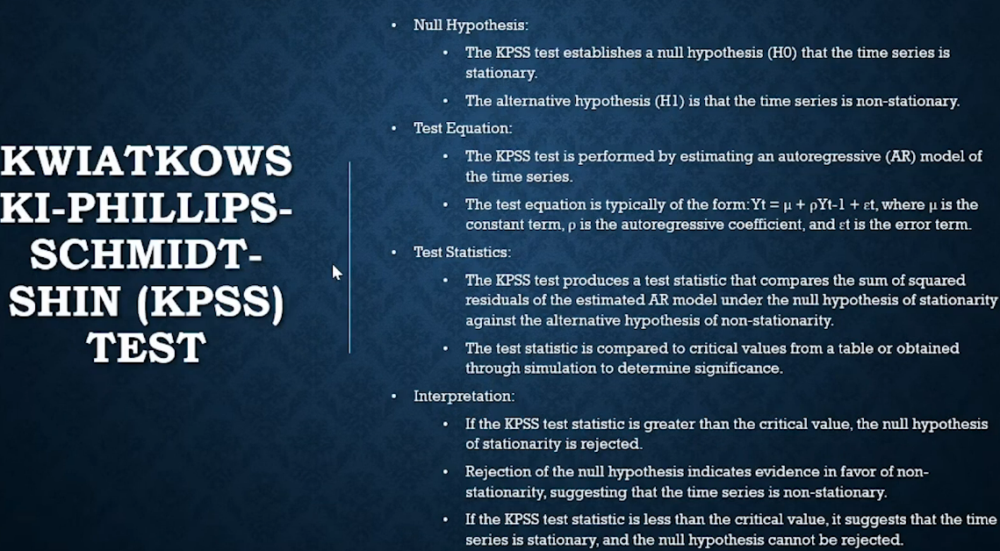 KWIATKOWS
KI-PHILLIPS-
SCHMIDT-
SHIN (KPSS)
TEST
• Null Hypothesis:
• The KPSS test establishes a null hypothesis (H0) that the time series is
stationary.
• The alternative hypothesis (H1) is that the time series is non-stationary.
• Test Equation:
• The KPSS test is performed by estimating an autoregressive (AR) model of
the time series.
• The test equation is typically of the form:Yt = μ + ρYt-1 + εt, where μ is the
constant term, ρ is the autoregressive coefficient, and εt is the error term.
• Test Statistics:
• The KPSS test produces a test statistic that compares the sum of squared
residuals of the estimated AR model under the null hypothesis of stationarity
against the alternative hypothesis of non-stationarity.
• The test statistic is compared to critical values from a table or obtained
through simulation to determine significance.
• Interpretation:
• If the KPSS test statistic is greater than the critical value, the null hypothesis
of stationarity is rejected.
• Rejection of the null hypothesis indicates evidence in favor of non-
stationarity, suggesting that the time series is non-stationary.
• If the KPSS test statistic is less than the critical value, it suggests that the time
series is stationary, and the null hypothesis cannot be rejected.